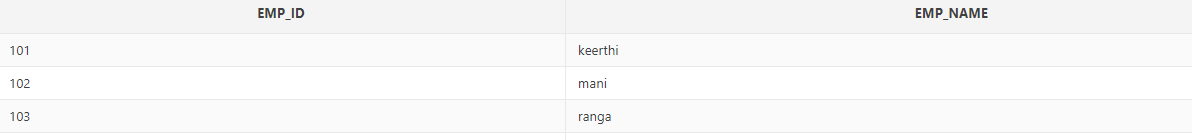 EMP_ID EMP_NAME
101 keerthi
102 mani
103 ranga